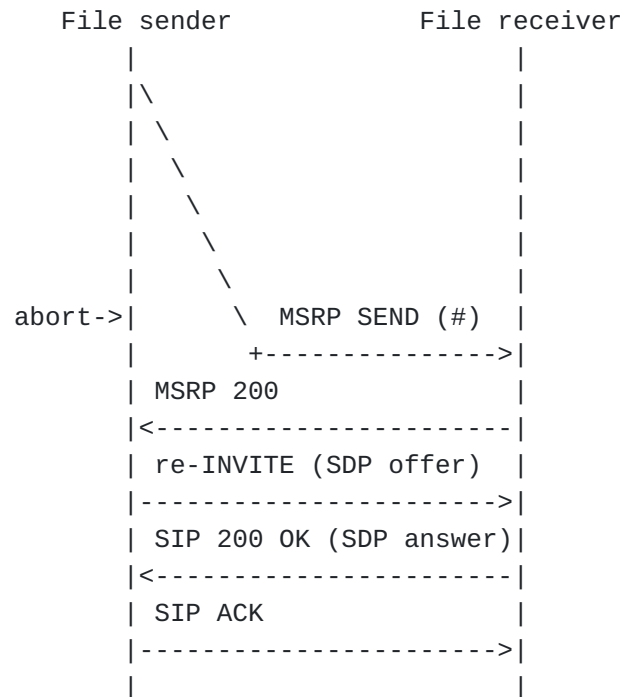 File sender File receiver
abort-> MSRP SEND (#)
MSRP 200
re-INVITE (SDP offer)
SIP 200 OK (SDP answer)
SIP ACK